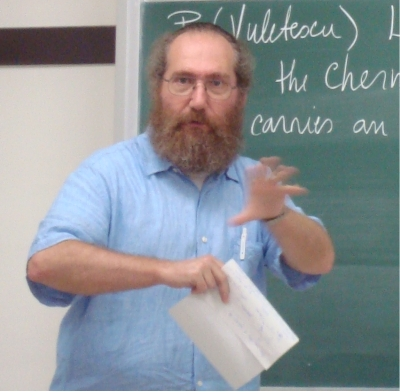 (Vuletescu) L
the Chern
carries an